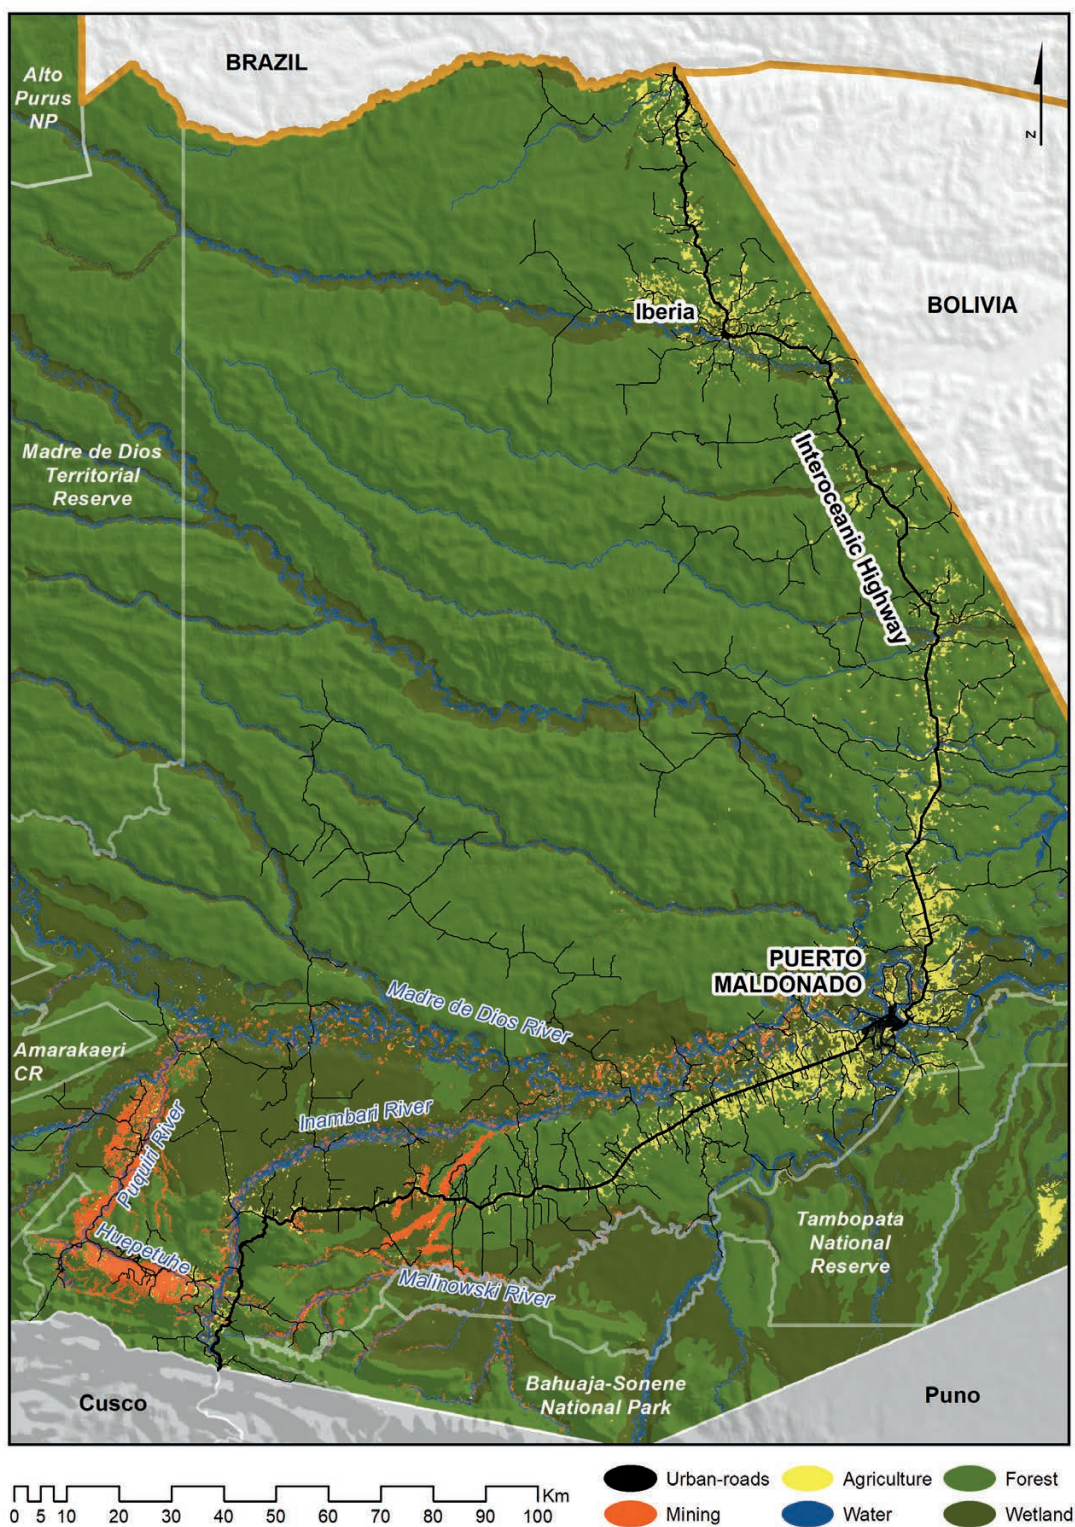 BRAZIL
Alto
Purus
NP
N
BOLIVIA
Iberia
Interoceanic Highway
Madre de Dios
Territorial
Reserve
PUERTO
MALDONADO
Madre de Dios River
Amarakaeri
CR
Inambari River
Puquiri River
Huepetuhe
Tambopata
National
Reserve
Malinowski River
Bahuaja-Sonene
National Park
Cusco
Puno
0 5 10 20 30 40 50 60 70 80 90 100 Km
Urban-roads
Agriculture
Forest
Mining
Water
Wetland